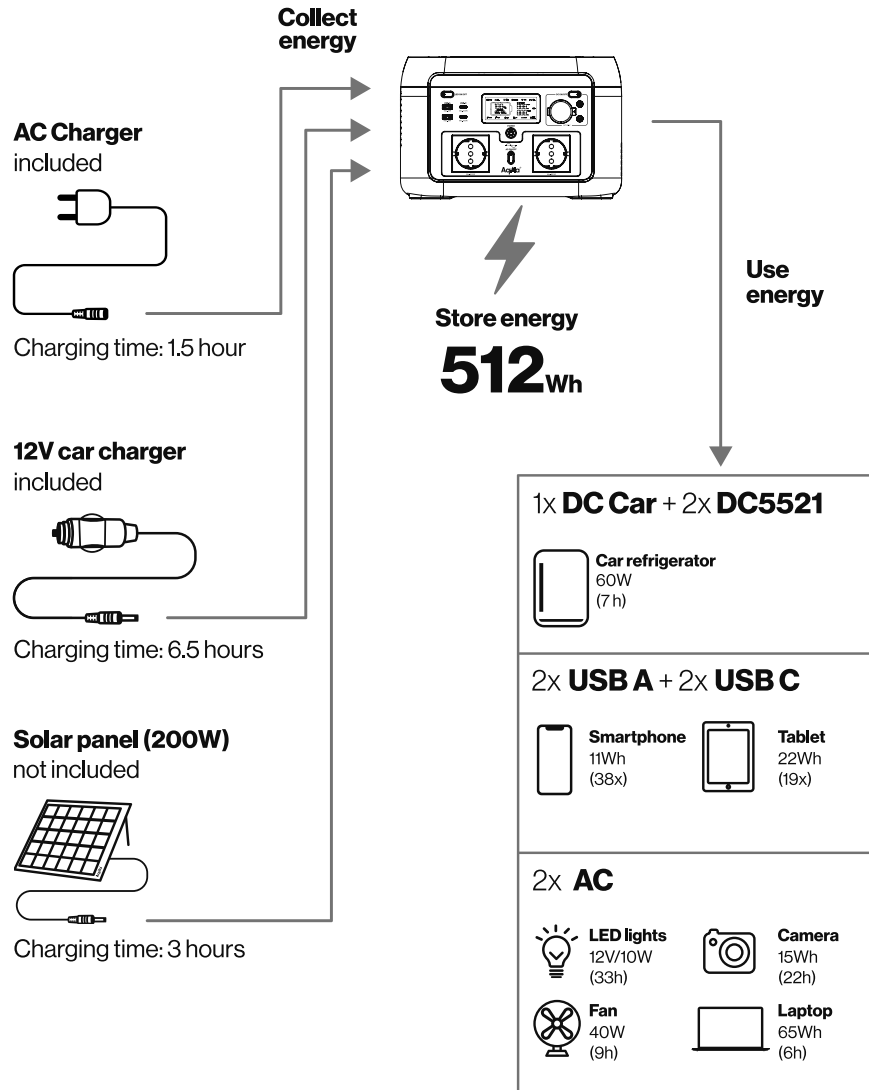 Collect
energy
AC Charger
included
Charging time: 1.5 hour
12V car charger
included
Charging time: 6.5 hours
Solar panel (200W)
not included
Charging time: 3 hours
Store energy
512Wh
Use
energy
1x DC Car + 2x DC5521
Car refrigerator
60W
(7 h)
2x USB A + 2x USB C
Smartphone
11Wh
(38x)
Tablet
22Wh
(19x)
2x AC
LED lights
12V/10W
(33h)
Camera
15Wh
(22h)
Fan
40W
(9h)
Laptop
65Wh
(6h)